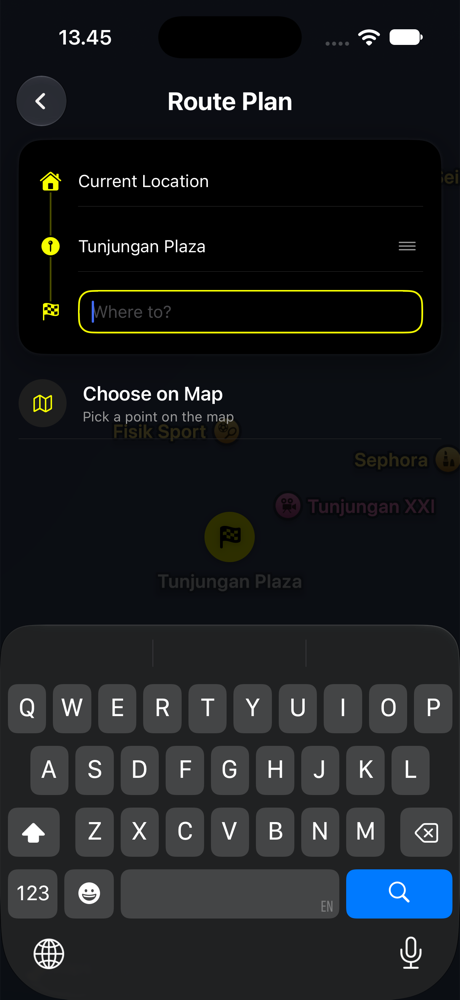 13.45
Route Plan
Current Location
Tunjungan Plaza
Where to?
Choose on Map
Pick a point on the map
Fisik Sport
Sephora
Tunjungan XXI
Tunjungan Plaza
Q W E R T Y U I O P
A S D F G H J K L
Z X C V B N M
123
EN